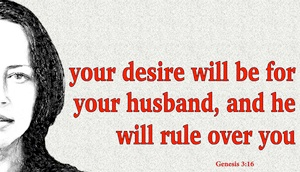 your desire will be for
your husband, and he
will rule over you
Genesis 3:16